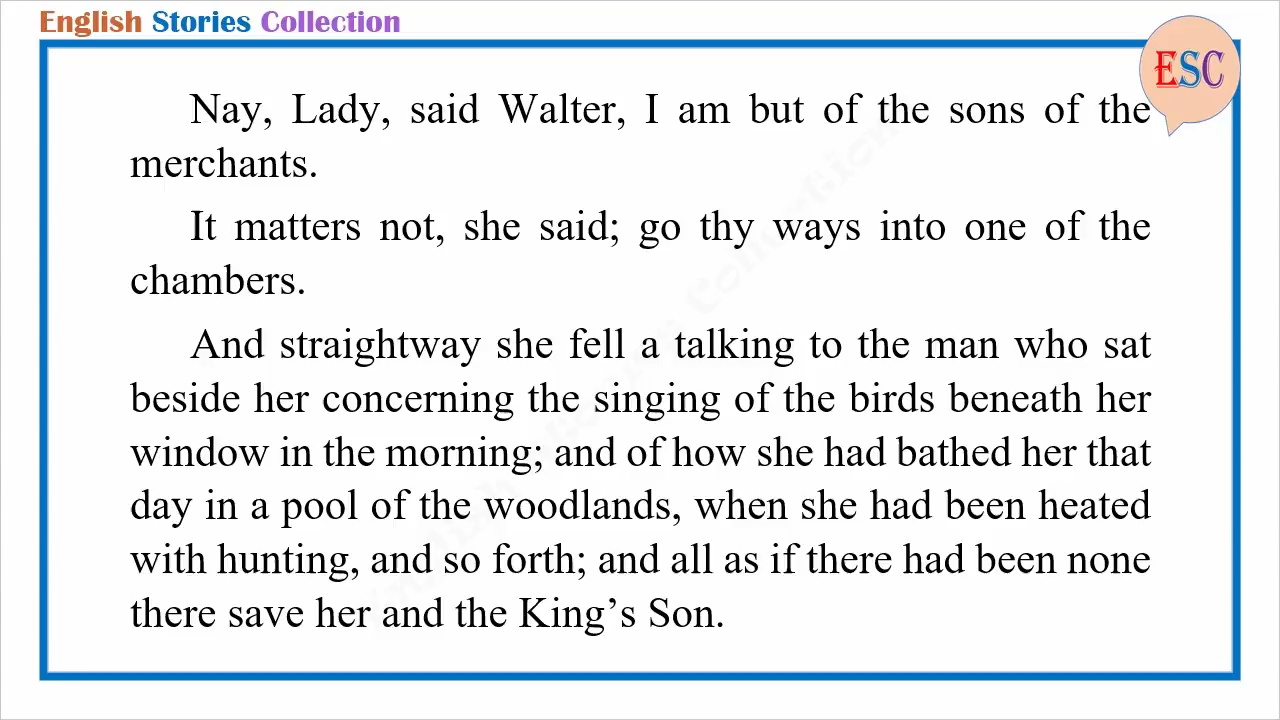 English Stories Collection
ESC
Nay, Lady, said Walter, I am but of the sons of the
merchants.
It matters not, she said; go thy ways into one of the
chambers.
And straightway she fell a talking to the man who sat
beside her concerning the singing of the birds beneath her
window in the morning; and of how she had bathed her that
day in a pool of the woodlands, when she had been heated
with hunting, and so forth; and all as if there had been none
there save her and the King’s Son.
English Stories Collection